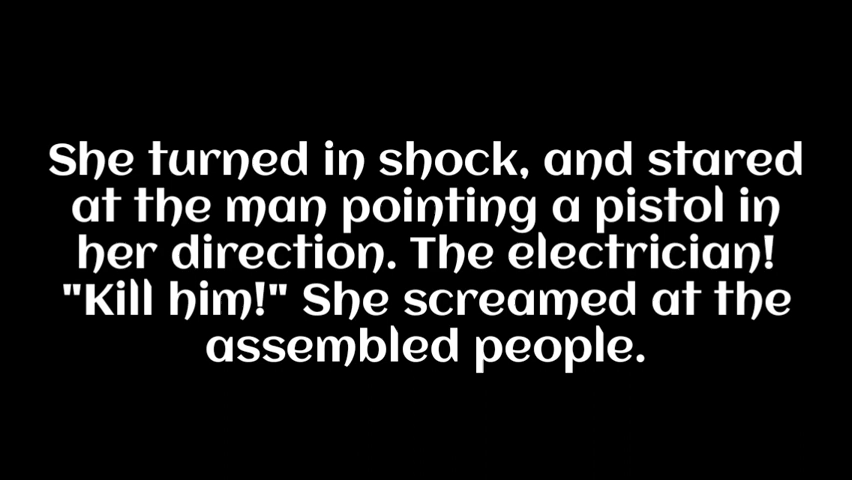 She turned in shock, and stared
at the man pointing a pistol in
her direction. The electrician!
"Kill him!" She screamed at the
assembled people.